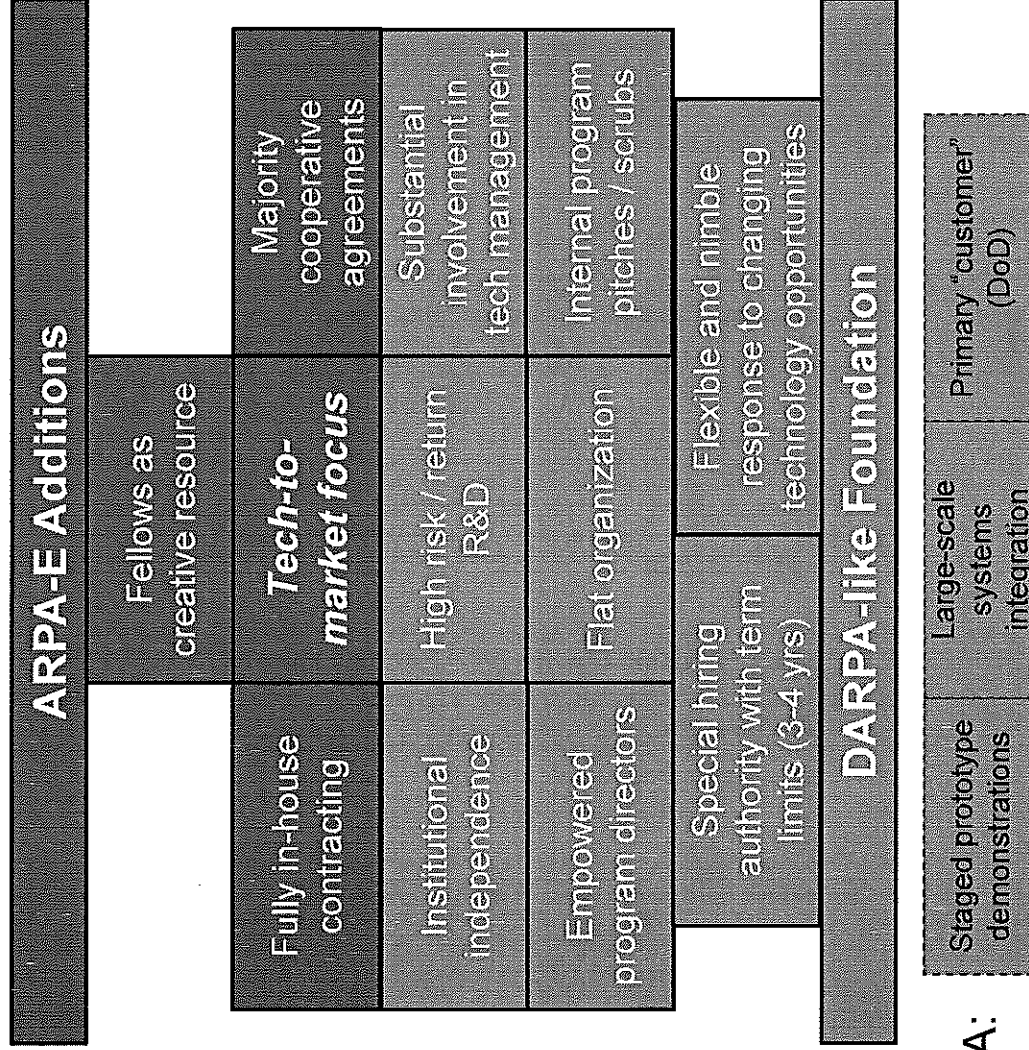 ARPA-E Additions
Fellows as
creative resource
Fully in-house
contracting
Tech-to-
market focus
Majority
cooperative
agreements
Institutional
independence
High risk / return
R&D
Substantial
involvement in
tech management
Empowered
program directors
Flat organization
Internal program
pitches / scrubs
Special hiring
authority with term
limits (3-4 yrs)
Flexible and nimble
response to changing
technology opportunities
DARPA-like Foundation
A:
Staged prototype
demonstrations
Large-scale
systems
integration
Primary "customer"
(DoD)